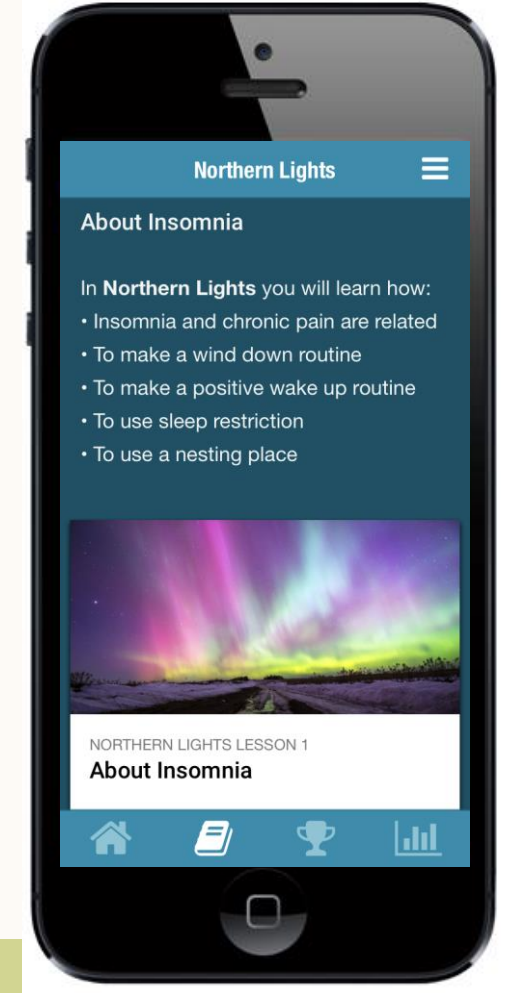 Northern Lights
About Insomnia
In Northern Lights you will learn how:
• Insomnia and chronic pain are related
• To make a wind down routine
• To make a positive wake up routine
• To use sleep restriction
• To use a nesting place
NORTHERN LIGHTS LESSON 1
About Insomnia